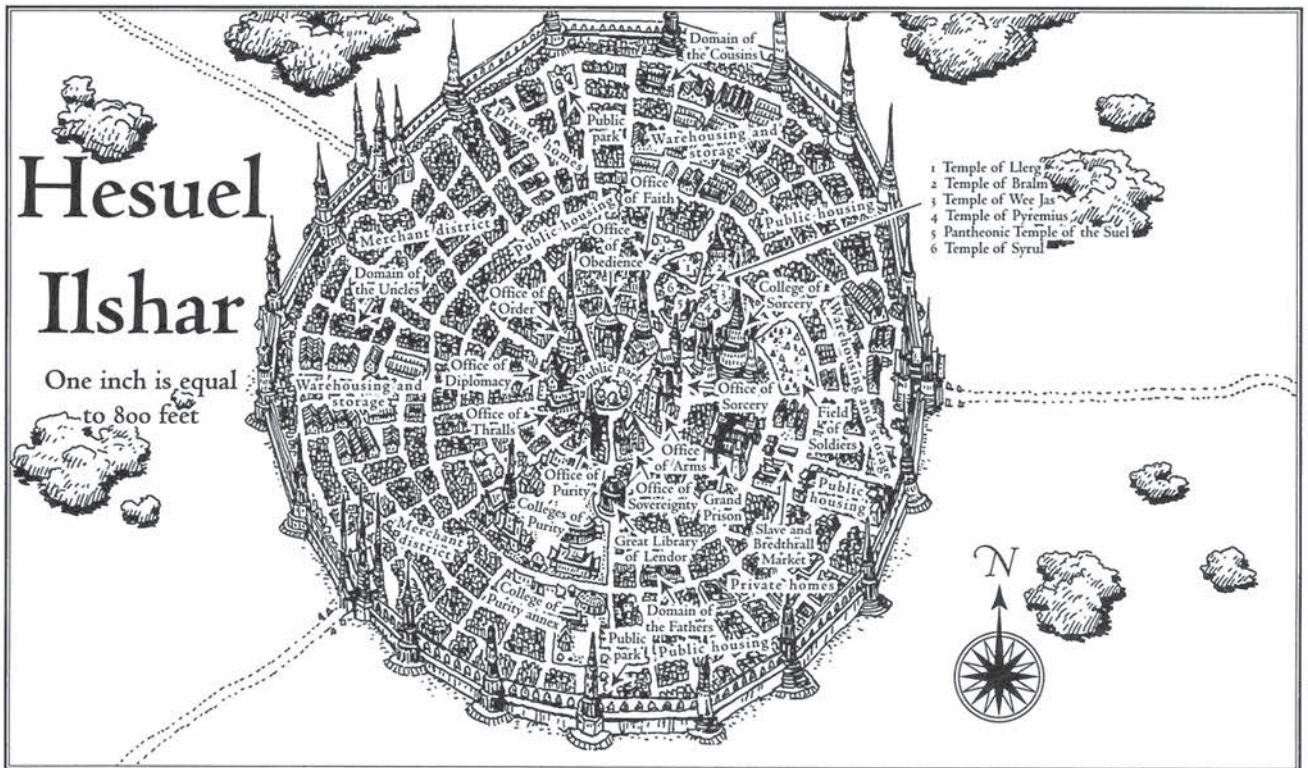 Hesuel
Ilshar
One inch is equal
to 800 feet
Domain of
the Cousins
Private homes
Public
park
Warehousing and
storage
Office
of Faith
Public housing
Merchant district
Public housing
Office
of
Obedience
Domain of
the Uncles
Office of
Order
College of
Sorcery
1 Temple of Llerg
2 Temple of Bralm
3 Temple of Wee Jas
4 Temple of Pyremius
5 Pantheonic Temple of the Suel
6 Temple of Syrul
1
2
6
5
Warehousing and storage
Office of
Diplomacy
Public park
Warehousing and
storage
Office of
Sorcery
Office of
Thralls
Field
of
Soldiers
Office
of Arms
Office of
Purity
Office of
Sovereignty
Grand
Prison
Public
housing
Colleges of
Purity
Slave and
Bredthrall
Market
Merchant
district
Great Library
of Lendor
Private homes
College of
Purity annex
Domain of
the Fathers
Public
park
Public housing
N